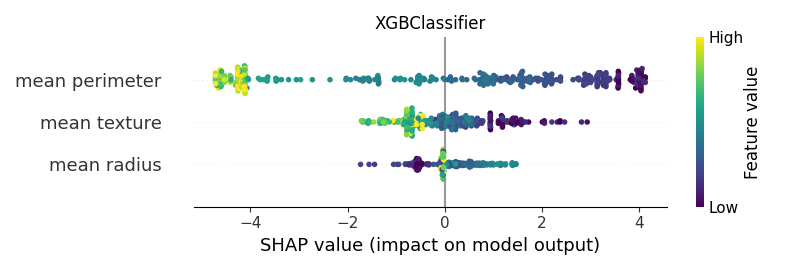 XGBClassifier
High
mean perimeter
mean texture
mean radius
Feature value
Low
−4
−2
0
2
4
SHAP value (impact on model output)